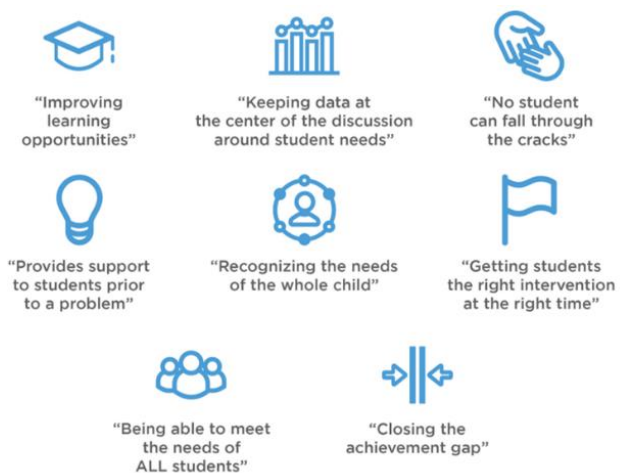 “Improving
learning
opportunities”
“Keeping data at
the center of the discussion
around student needs”
“No student
can fall through
the cracks”
“Provides support
to students prior
to a problem”
“Recognizing the needs
of the whole child”
“Getting students
the right intervention
at the right time”
“Being able to meet
the needs of
ALL students”
“Closing the
achievement gap”